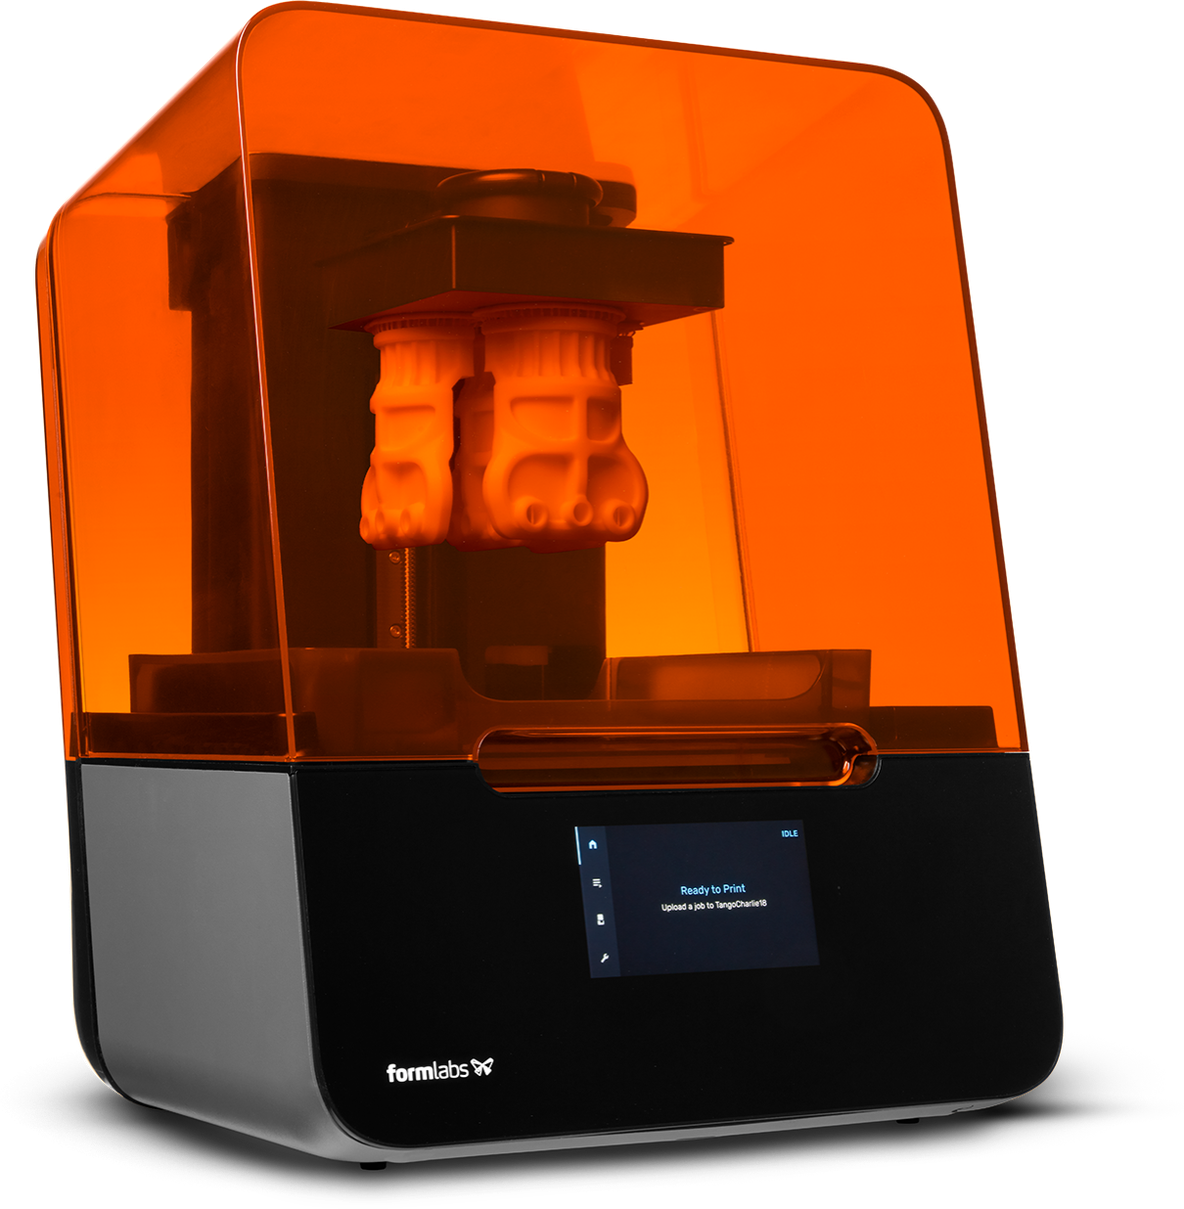 IDLE
Ready to Print
Upload a job to TangoCharlie18
formlabs